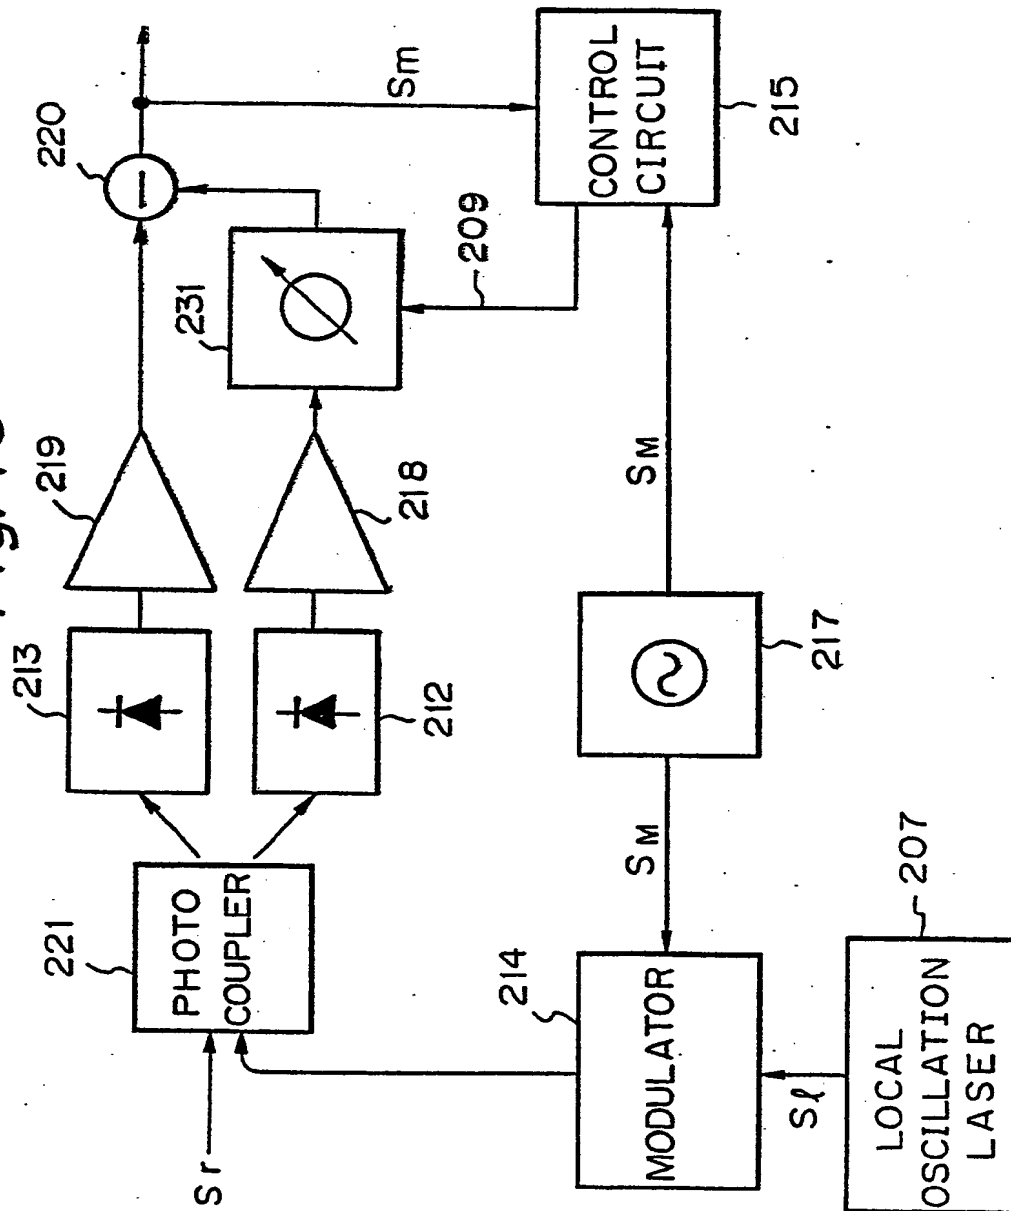 Sr
221
PHOTO
COUPLER
213
219
220
231
212
218
Sm
209
214
MODULATOR
SM
217
SM
CONTROL
CIRCUIT
215
Sℓ
207
LOCAL
OSCILLATION
LASER